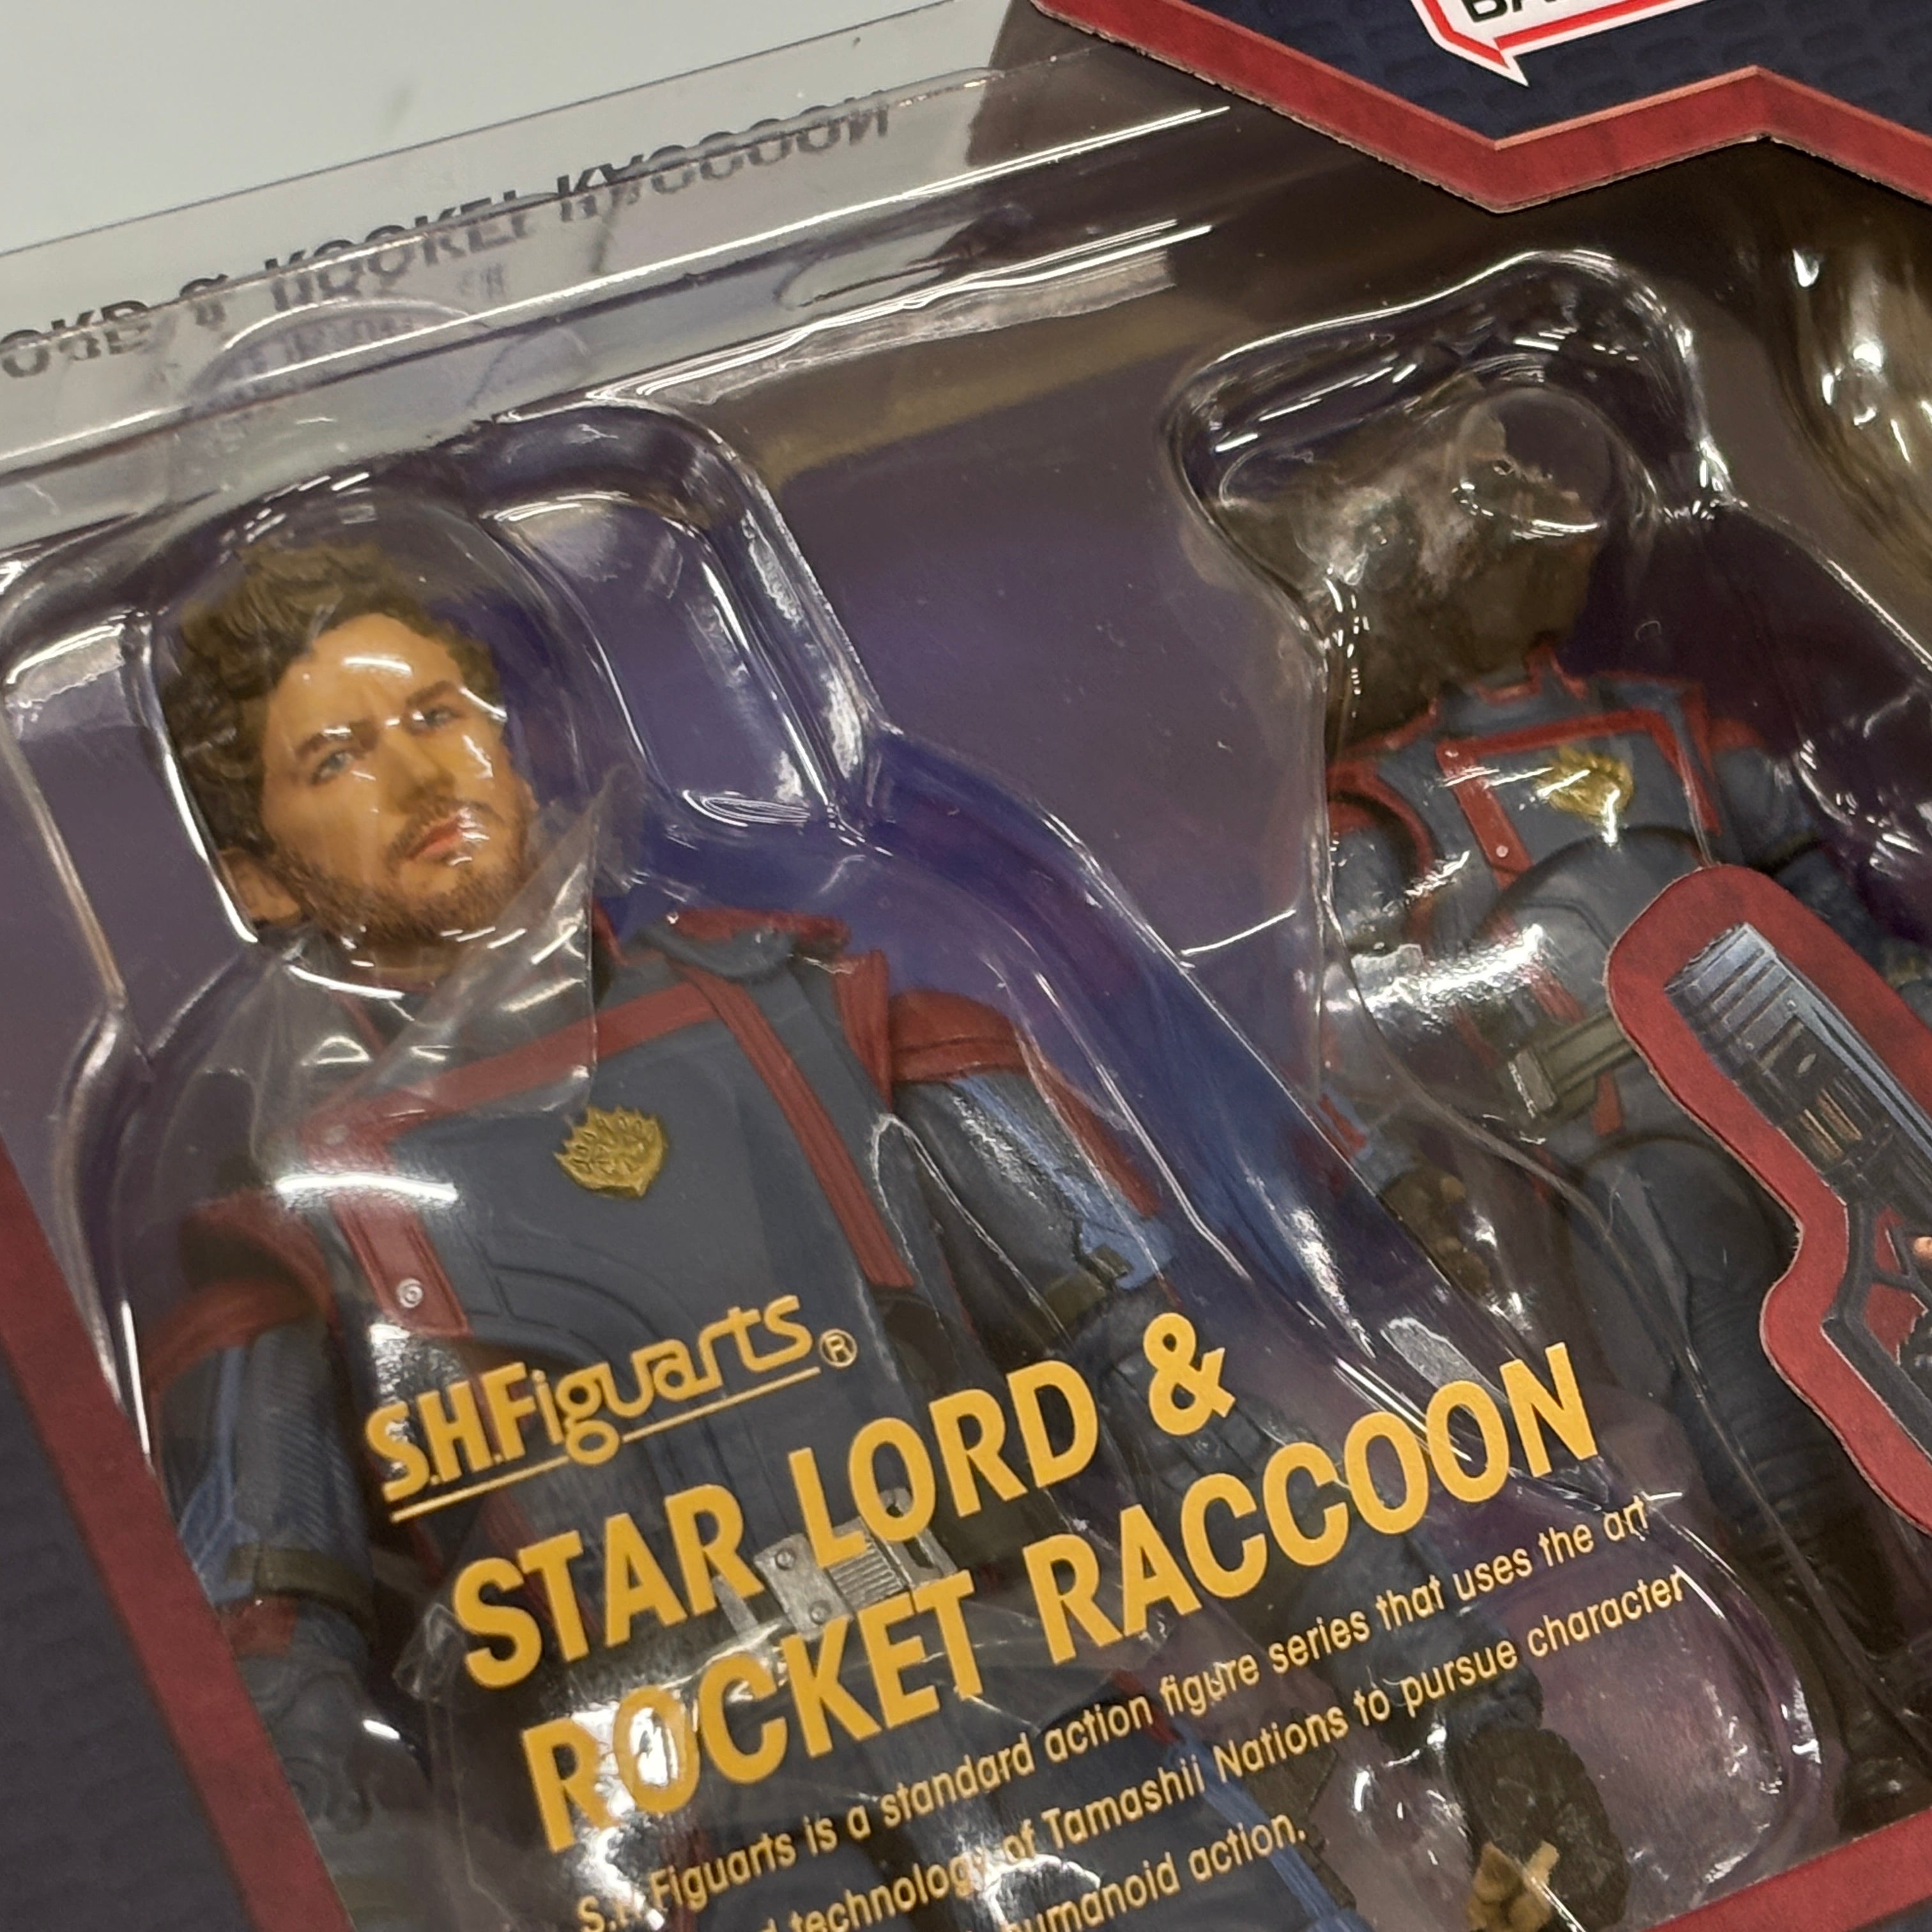 S.H.Figuarts®
STAR LORD &
ROCKET RACCOON
S.H.Figuarts is a standard action figure series that uses the art
technology of Tamashii Nations to pursue character
humanoid action.